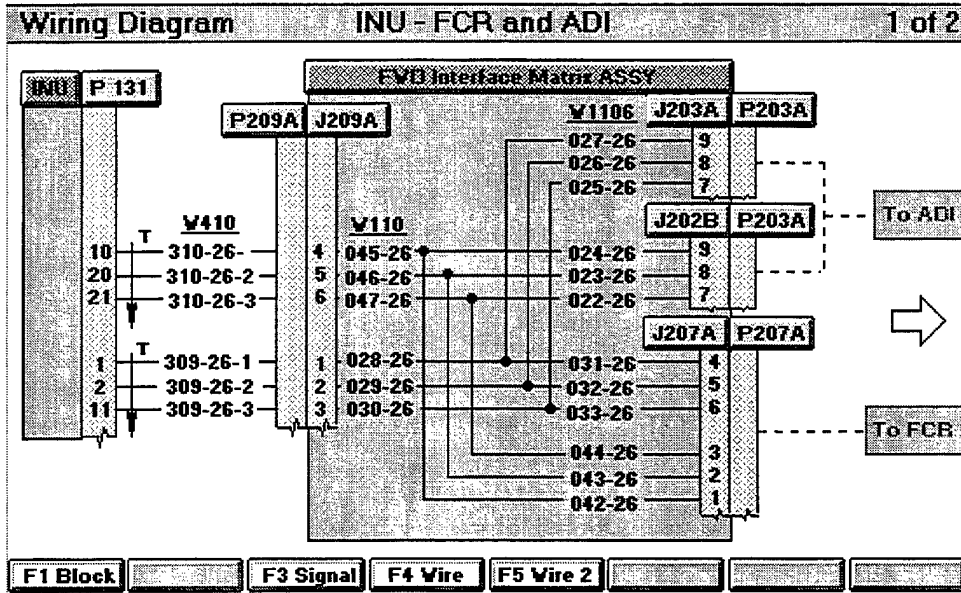 Wiring Diagram INU - FCR and ADI 1 of 2
FWD Interface Matrix ASSY
INU P 131
P209A J209A
W1106 J203A P203A
027-26 9
026-26 8
025-26 7
J202B P203A
To ADI
W410 W110
10 T 310-26- 4 045-26 024-26 9
20 310-26-2 5 046-26 023-26 8
21 310-26-3 6 047-26 022-26 7
J207A P207A
1 T 309-26-1 1 028-26 031-26 4
2 309-26-2 2 029-26 032-26 5
11 309-26-3 3 030-26 033-26 6
To FCR
044-26 3
043-26 2
042-26 1
F1 Block F3 Signal F4 Wire F5 Wire 2